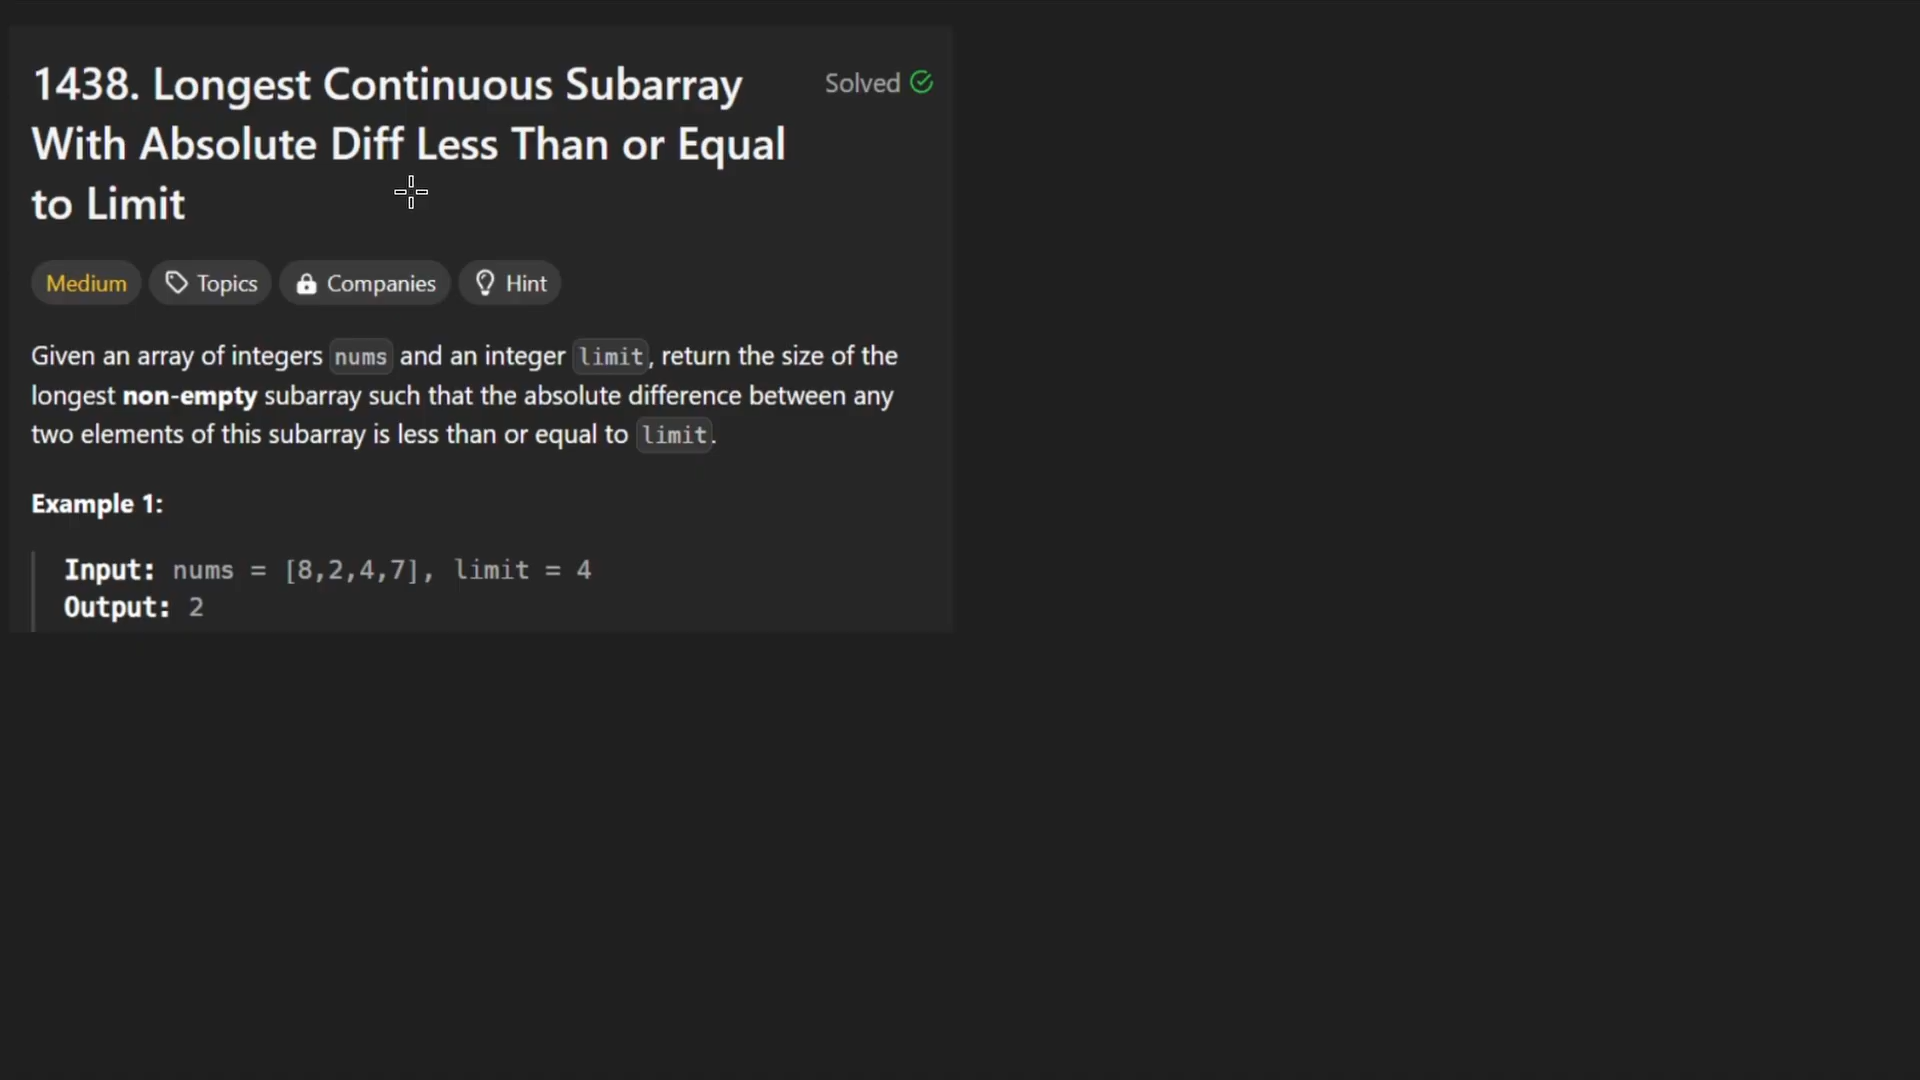 1438. Longest Continuous Subarray
With Absolute Diff Less Than or Equal
to Limit
Solved
Medium
Topics
Companies
Hint
Given an array of integers nums and an integer limit, return the size of the
longest non-empty subarray such that the absolute difference between any
two elements of this subarray is less than or equal to limit.
Example 1:
Input: nums = [8,2,4,7], limit = 4
Output: 2